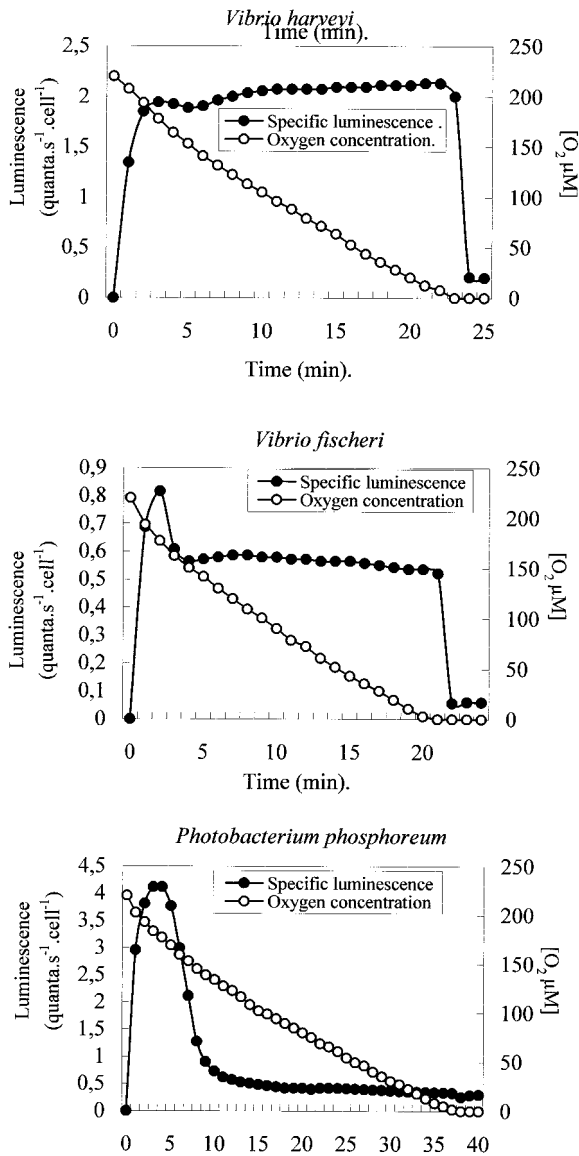 Vibrio harveyi
Time (min).
Luminescence
(quanta.s-1.cell-1)
2,5
2
1,5
1
0,5
0
Specific luminescence .
Oxygen concentration.
250
200
150
100
50
0
[O2 µM]
0 5 10 15 20 25
Time (min).
Vibrio fischeri
Luminescence
(quanta.s-1.cell-1)
0,9
0,8
0,7
0,6
0,5
0,4
0,3
0,2
0,1
0
Specific luminescence
Oxygen concentration
250
200
150
100
50
0
[O2 µM]
0 5 10 15 20
Time (min).
Photobacterium phosphoreum
Luminescence
(quanta.s-1.cell-1)
4,5
4
3,5
3
2,5
2
1,5
1
0,5
0
Specific luminescence
Oxygen concentration
250
200
150
100
50
0
[O2 µM]
0 5 10 15 20 25 30 35 40